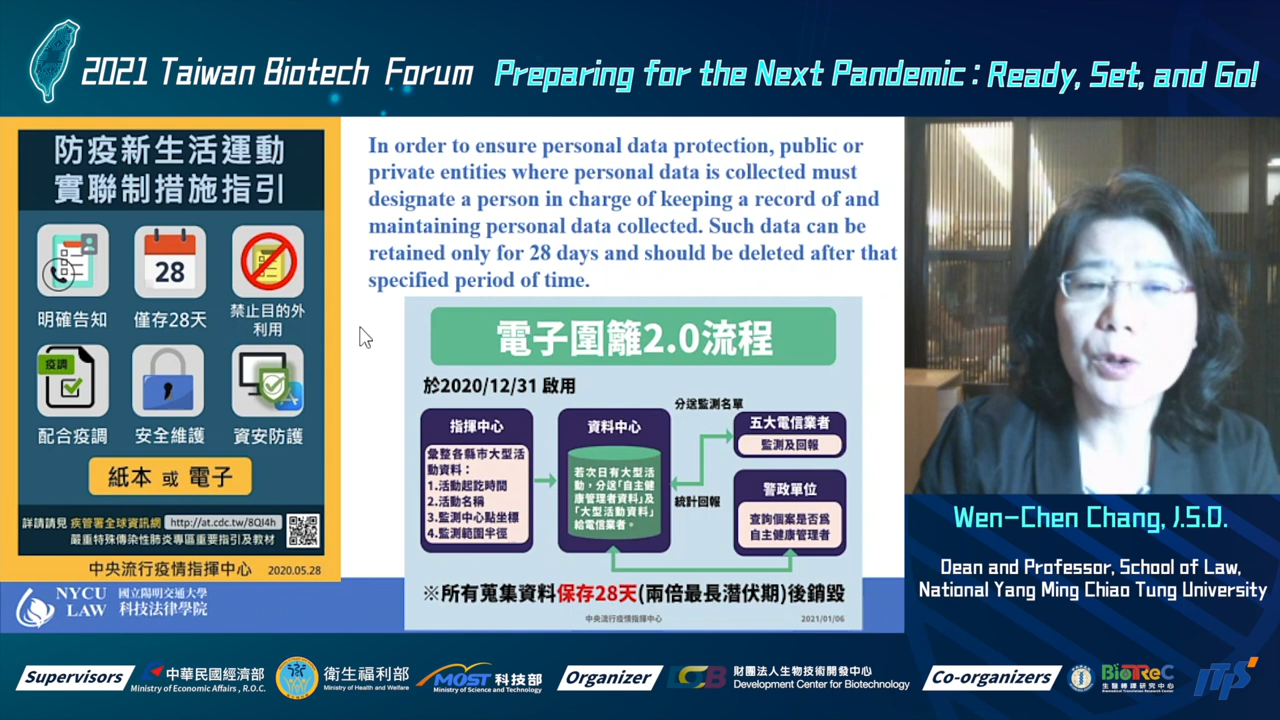 2021 Taiwan Biotech Forum
Preparing for the Next Pandemic : Ready, Set, and Go!
防疫新生活運動
實聯制措施指引
28
明確告知
僅存28天
禁止目的外
利用
疫調
配合疫調
安全維護
資安防護
紙本 或 電子
詳請請見 疾管署全球資訊網 http://at.cdc.tw/8QI4h
嚴重特殊傳染性肺炎專區重要指引及教材
中央流行疫情指揮中心 2020.05.28
In order to ensure personal data protection, public or
private entities where personal data is collected must
designate a person in charge of keeping a record of and
maintaining personal data collected. Such data can be
retained only for 28 days and should be deleted after that
specified period of time.
電子圍籬2.0流程
於2020/12/31 啟用
指揮中心
彙整各縣市大型活
動資料：
1.活動起訖時間
2.活動名稱
3.監測中心點坐標
4.監測範圍半徑
資料中心
若次日有大型活
動，分送「自主健
康管理者資料」及
「大型活動資料」
給電信業者。
分送監測名單
統計回報
五大電信業者
監測及回報
警政單位
查詢個案是否為
自主健康管理者
※所有蒐集資料保存28天(兩倍最長潛伏期)後銷毀
中央流行疫情指揮中心
2021/01/06
NYCU
LAW
國立陽明交通大學
科技法律學院
Wen-Chen Chang, J.S.D.
Dean and Professor, School of Law,
National Yang Ming Chiao Tung University
Supervisors
中華民國經濟部
Ministry of Economic Affairs , R.O.C.
衛生福利部
Ministry of Health and Welfare
MOST 科技部
Ministry of Science and Technology
Organizer
DCB
財團法人生物技術開發中心
Development Center for Biotechnology
Co-organizers
BioTReC
生醫轉譯研究中心
Biomedical Translation Research Center
ITIS